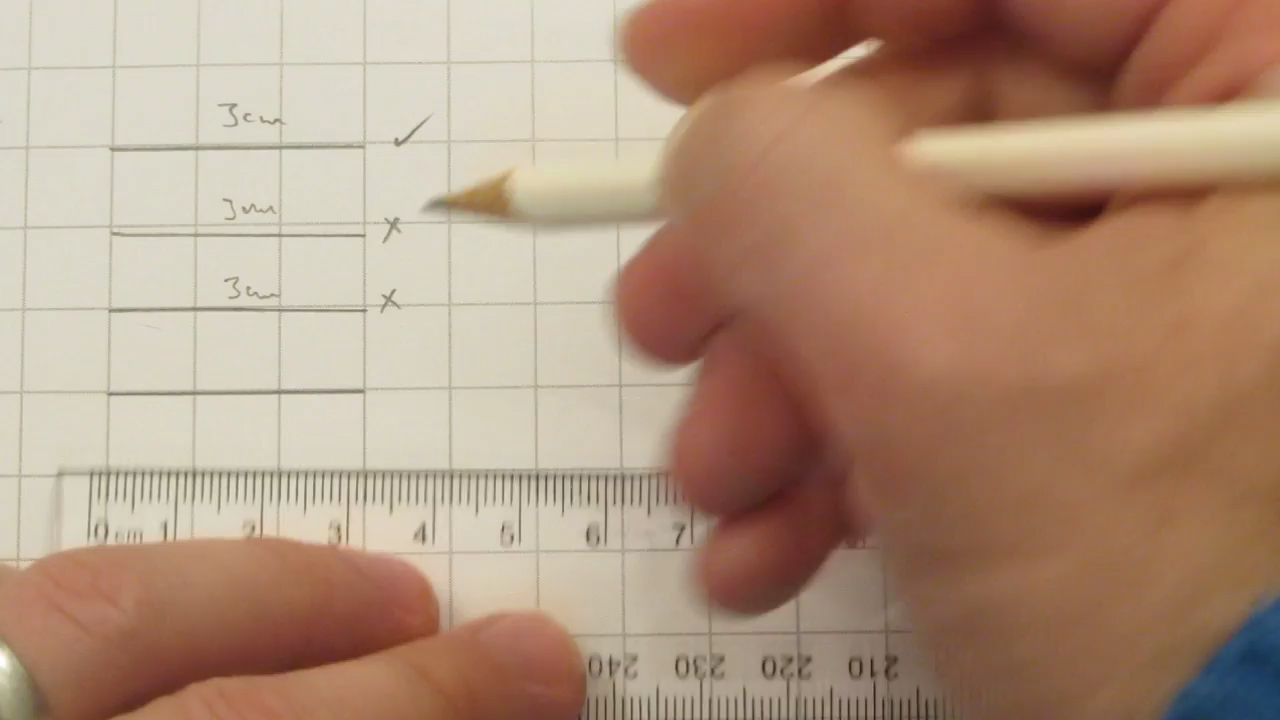 3cm ✓
3cm ×
3cm ×
0 cm 1 2 3 4 5 6 7
240 230 220 210